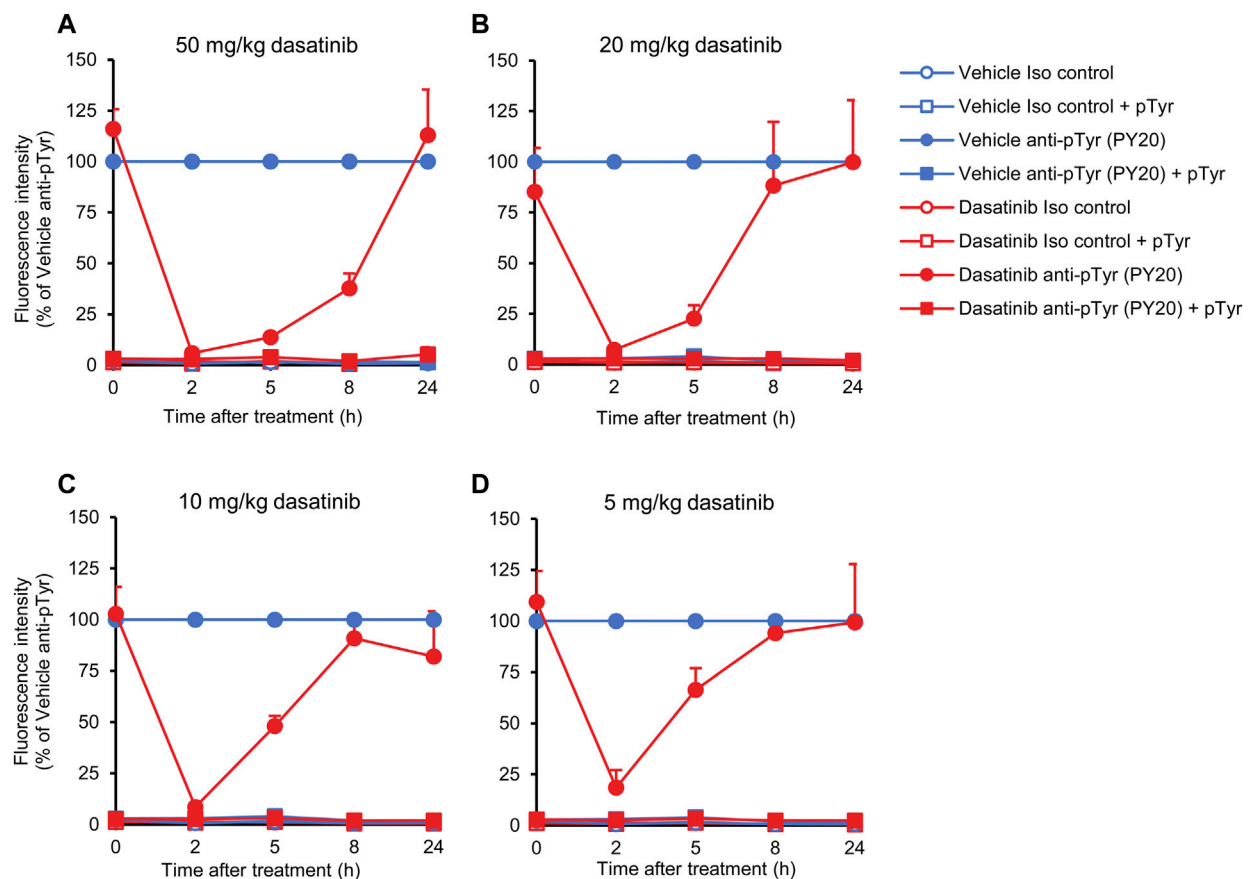 A
50 mg/kg dasatinib
150
125
100
75
50
25
0
Fluorescence intensity
(% of Vehicle anti-pTyr)
0 2 5 8 24
Time after treatment (h)
B
20 mg/kg dasatinib
150
125
100
75
50
25
0
0 2 5 8 24
Time after treatment (h)
Vehicle Iso control
Vehicle Iso control + pTyr
Vehicle anti-pTyr (PY20)
Vehicle anti-pTyr (PY20) + pTyr
Dasatinib Iso control
Dasatinib Iso control + pTyr
Dasatinib anti-pTyr (PY20)
Dasatinib anti-pTyr (PY20) + pTyr
C
10 mg/kg dasatinib
150
125
100
75
50
25
0
Fluorescence intensity
(% of Vehicle anti-pTyr)
0 2 5 8 24
Time after treatment (h)
D
5 mg/kg dasatinib
150
125
100
75
50
25
0
0 2 5 8 24
Time after treatment (h)